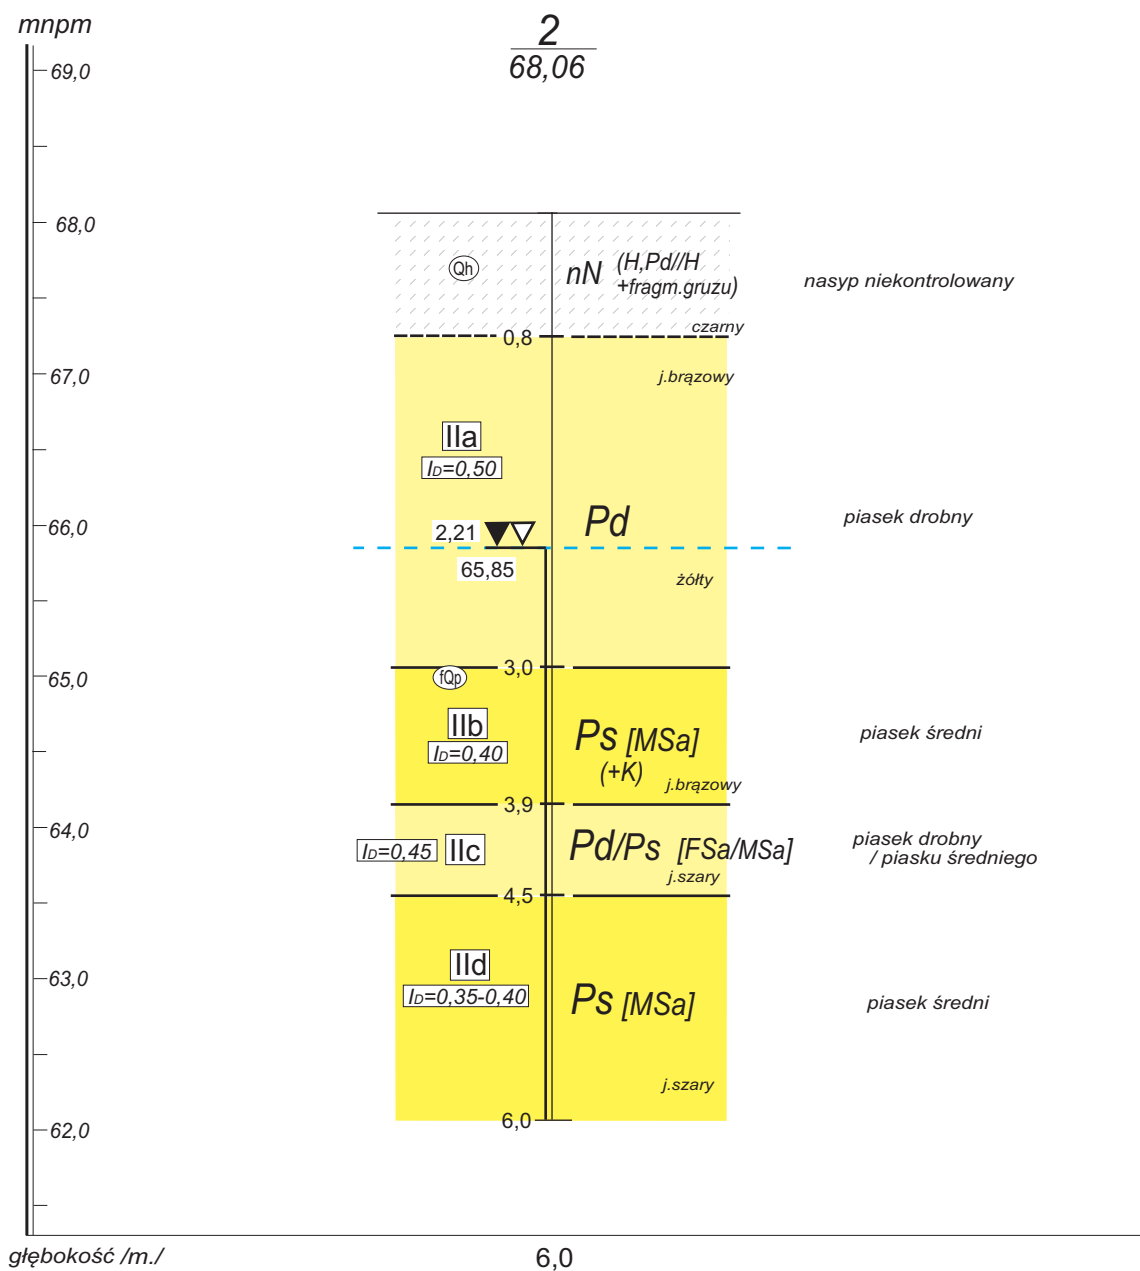 mnpm
2
68,06
69,0
68,0
Qh
nN (H,Pd//H
+fragm.gruzu)
nasyp niekontrolowany
czarny
0,8
67,0
j.brązowy
IIa
ID=0,50
66,0
2,21
Pd
piasek drobny
65,85
żółty
3,0
65,0
fQp
IIb
ID=0,40
Ps [MSa]
(+K)
piasek średni
j.brązowy
3,9
64,0
ID=0,45 IIc
Pd/Ps [FSa/MSa]
piasek drobny
/ piasku średniego
j.szary
4,5
63,0
IId
ID=0,35-0,40
Ps [MSa]
piasek średni
j.szary
6,0
62,0
głębokość /m./
6,0